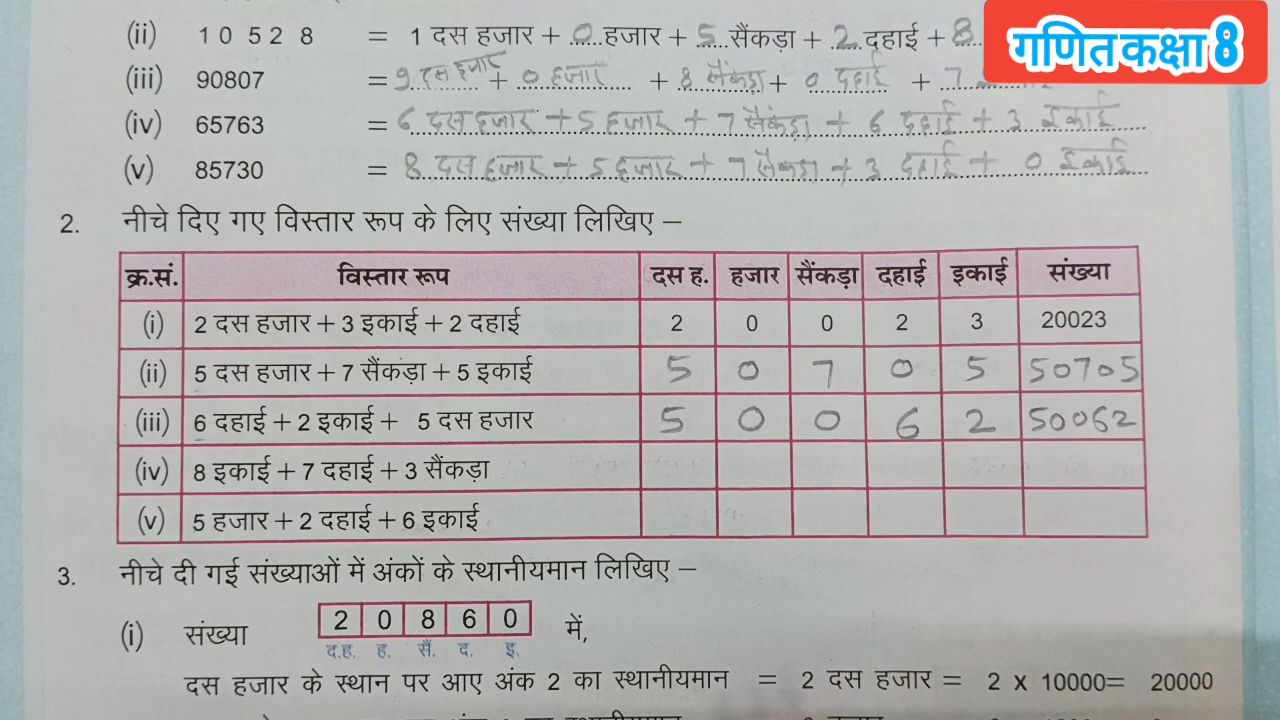 गणित कक्षा 8
(ii) 1 0 5 2 8 = 1 दस हजार + 0 हजार + 5 सैंकड़ा + 2 दहाई + 8
(iii) 90807 = 9 दस हजार + 0 हजार + 8 सैंकड़ा + 0 दहाई + 7
(iv) 65763 = 6 दस हजार + 5 हजार + 7 सैंकड़ा + 6 दहाई + 3 इकाई
(v) 85730 = 8 दस हजार + 5 हजार + 7 सैंकड़ा + 3 दहाई + 0 इकाई
2. नीचे दिए गए विस्तार रूप के लिए संख्या लिखिए –
क्र.सं. विस्तार रूप दस ह. हजार सैंकड़ा दहाई इकाई संख्या
(i) 2 दस हजार + 3 इकाई + 2 दहाई 2 0 0 2 3 20023
(ii) 5 दस हजार + 7 सैंकड़ा + 5 इकाई 5 0 7 0 5 50705
(iii) 6 दहाई + 2 इकाई + 5 दस हजार 5 0 0 6 2 50062
(iv) 8 इकाई + 7 दहाई + 3 सैंकड़ा
(v) 5 हजार + 2 दहाई + 6 इकाई
3. नीचे दी गई संख्याओं में अंकों के स्थानीयमान लिखिए –
(i) संख्या 2 0 8 6 0 में,
द.ह. ह. सैं. द. इ.
दस हजार के स्थान पर आए अंक 2 का स्थानीयमान = 2 दस हजार = 2 x 10000 = 20000